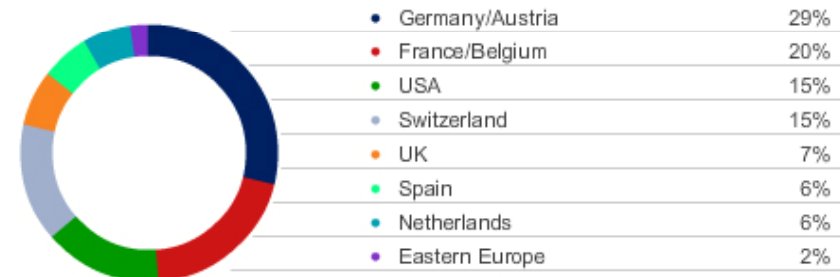 Germany/Austria 29%
France/Belgium 20%
USA 15%
Switzerland 15%
UK 7%
Spain 6%
Netherlands 6%
Eastern Europe 2%